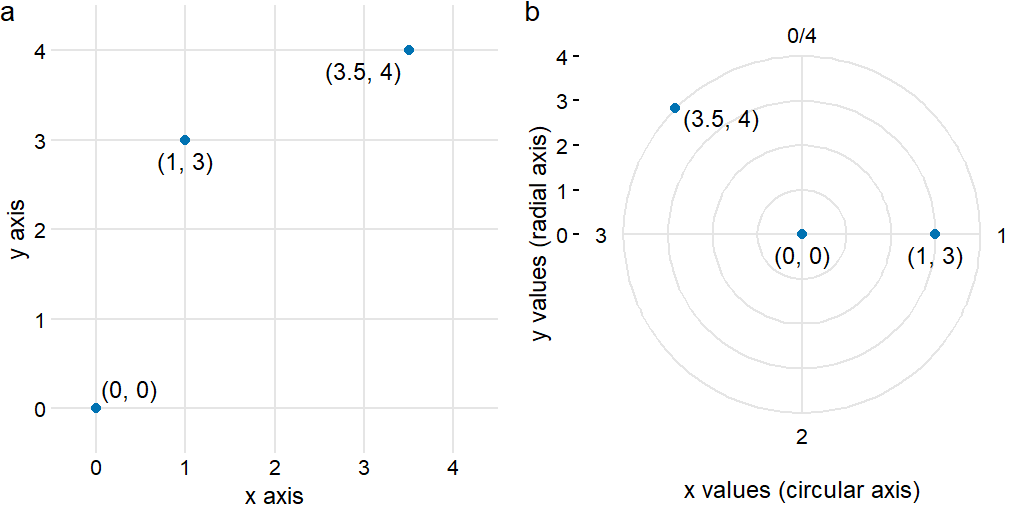 a
4
3
2
1
0
y axis
(3.5, 4)
(1, 3)
(0, 0)
0 1 2 3 4
x axis
b
4
3
2
1
0
y values (radial axis)
0/4
(3.5, 4)
3
1
(0, 0)
(1, 3)
2
x values (circular axis)